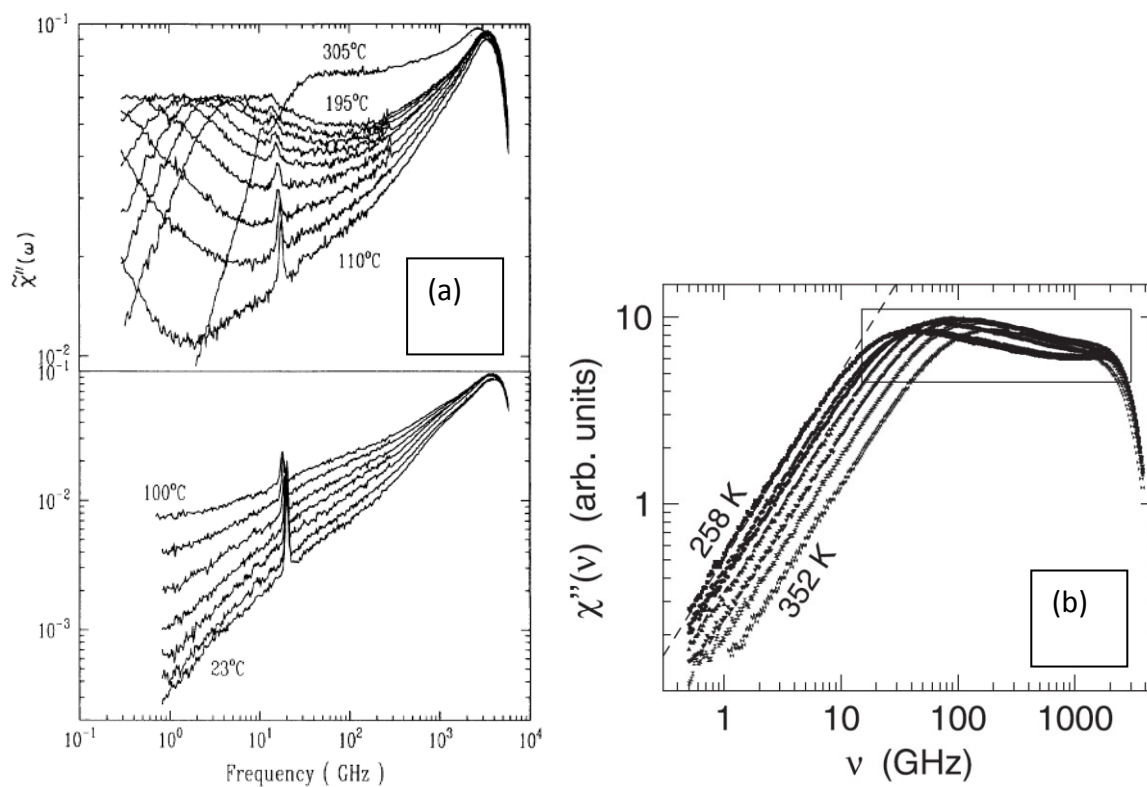 10⁻¹
305°C
195°C
110°C
χ̃''(ω)
(a)
10⁻²
10⁻¹
100°C
10⁻²
10⁻³
23°C
10⁻¹ 10⁰ 10¹ 10² 10³ 10⁴
Frequency ( GHz )
10
1
χ''(ν) (arb. units)
258 K
352 K
(b)
1 10 100 1000
ν (GHz)